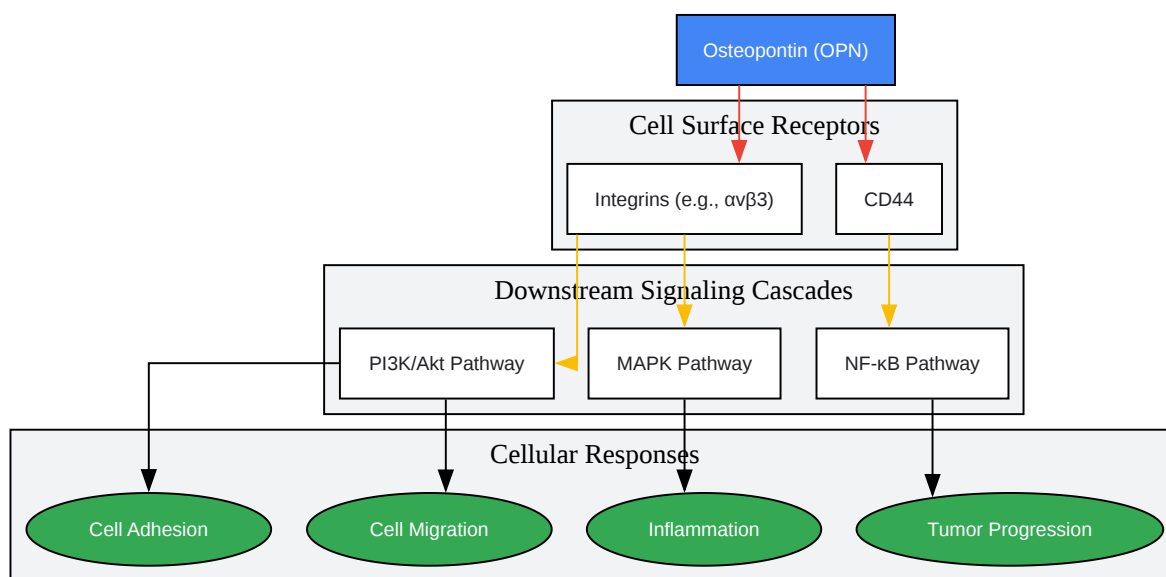 Osteopontin (OPN)
Cell Surface Receptors
Integrins (e.g., αvβ3)
CD44
Downstream Signaling Cascades
PI3K/Akt Pathway
MAPK Pathway
NF-κB Pathway
Cellular Responses
Cell Adhesion
Cell Migration
Inflammation
Tumor Progression